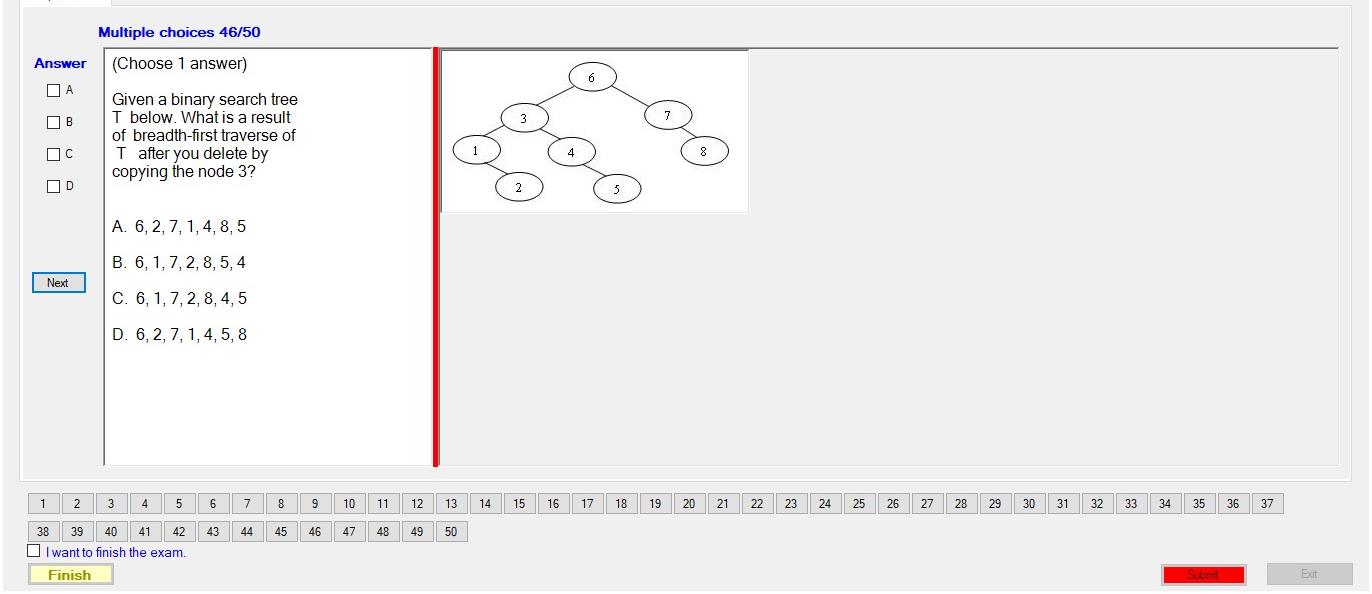 Multiple choices 46/50
Answer
A
B
C
D
Next
(Choose 1 answer)
Given a binary search tree
T below. What is a result
of breadth-first traverse of
T after you delete by
copying the node 3?
A. 6, 2, 7, 1, 4, 8, 5
B. 6, 1, 7, 2, 8, 5, 4
C. 6, 1, 7, 2, 8, 4, 5
D. 6, 2, 7, 1, 4, 5, 8
6
3
7
1
4
8
2
5
1 2 3 4 5 6 7 8 9 10 11 12 13 14 15 16 17 18 19 20 21 22 23 24 25 26 27 28 29 30 31 32 33 34 35 36 37
38 39 40 41 42 43 44 45 46 47 48 49 50
I want to finish the exam.
Finish
Submit
Exit